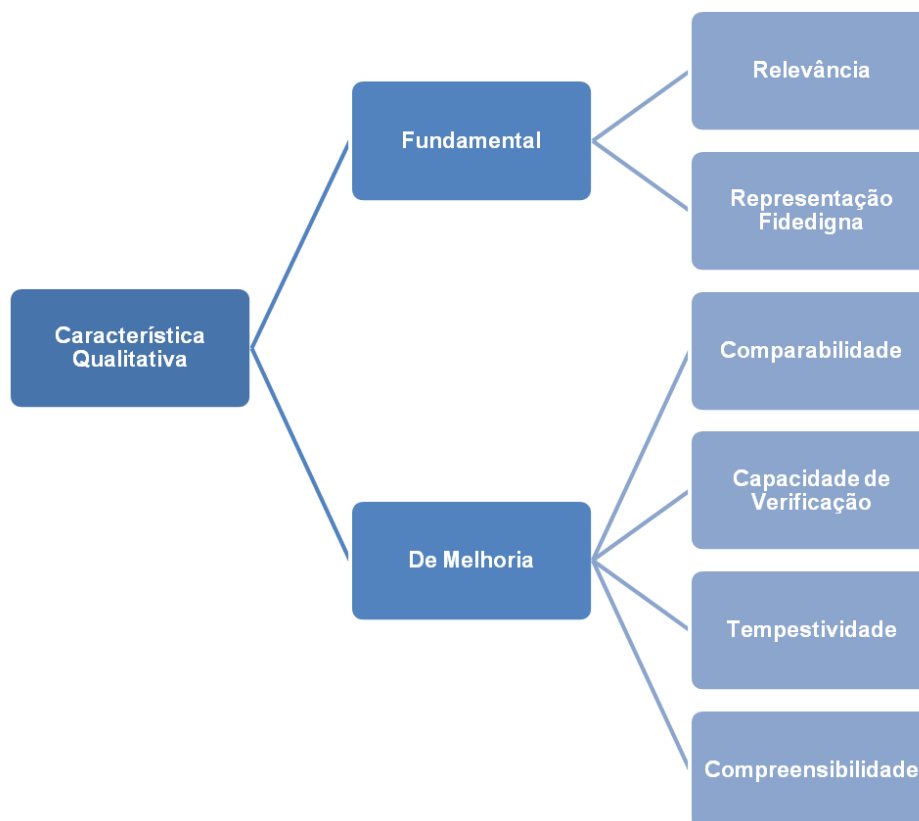 Relevância
Fundamental
Representação
Fidedigna
Característica
Qualitativa
Comparabilidade
Capacidade de
Verificação
De Melhoria
Tempestividade
Compreensibilidade